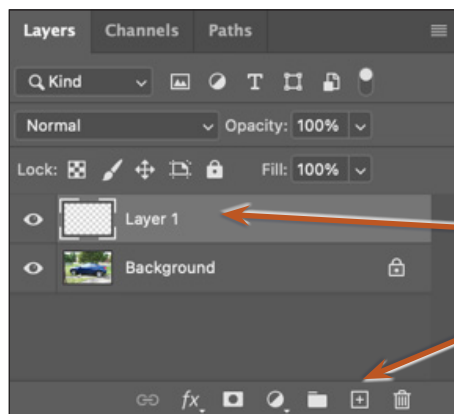 Layers Channels Paths
Kind
Normal Opacity: 100%
Lock: Fill: 100%
Layer 1
Background
fx